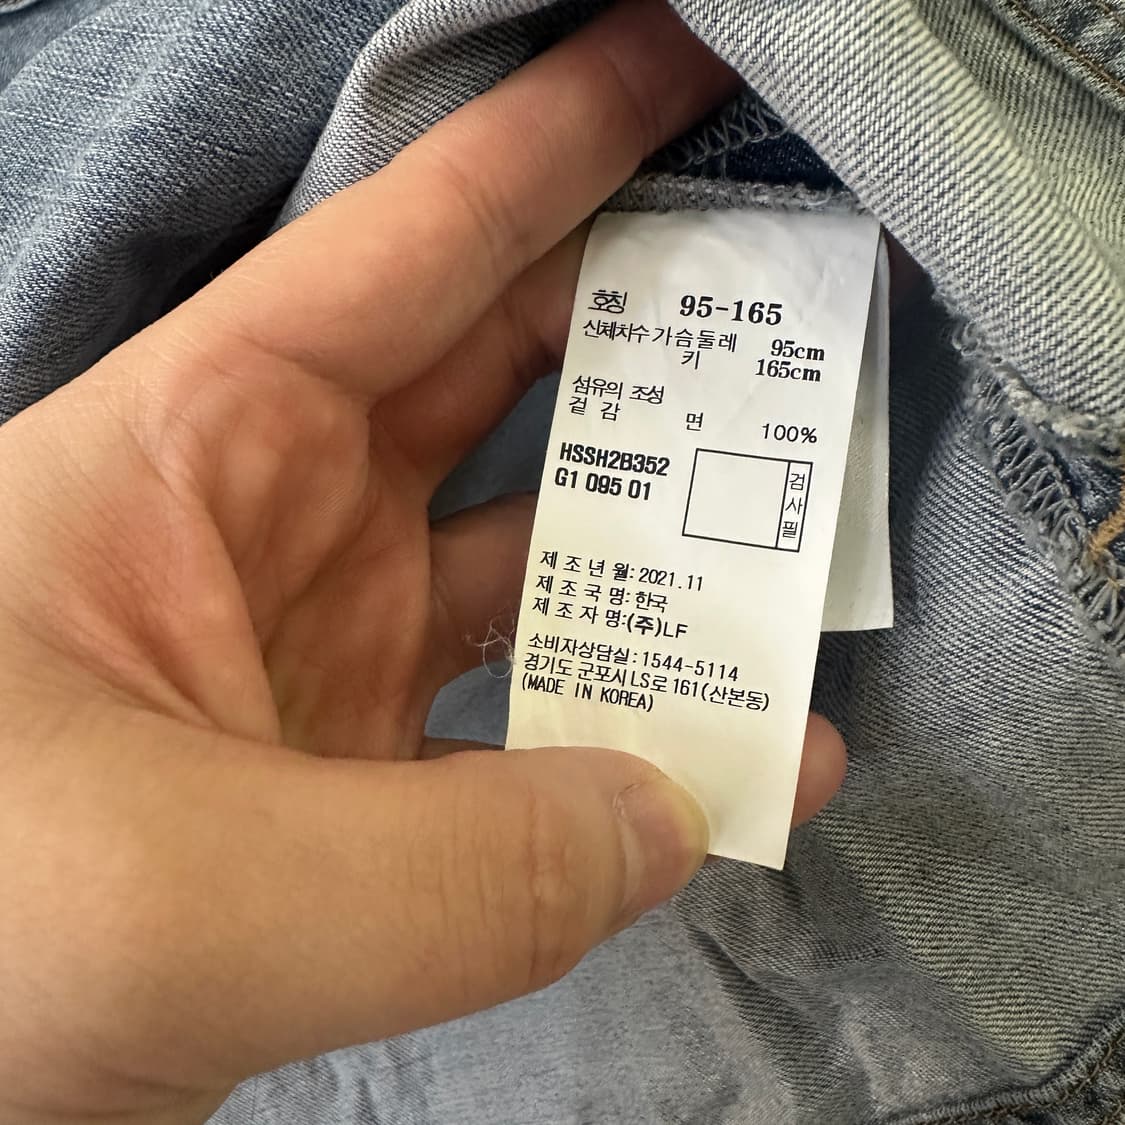 호칭 95-165
신체치수 가슴둘레 95cm
키 165cm
섬유의 조성
겉 감 면 100%
HSSH2B352
G1 095 01
검사필
제 조 년 월: 2021.11
제 조 국 명: 한국
제 조 자 명:(주)LF
소비자상담실: 1544-5114
경기도 군포시 LS로 161(산본동)
(MADE IN KOREA)